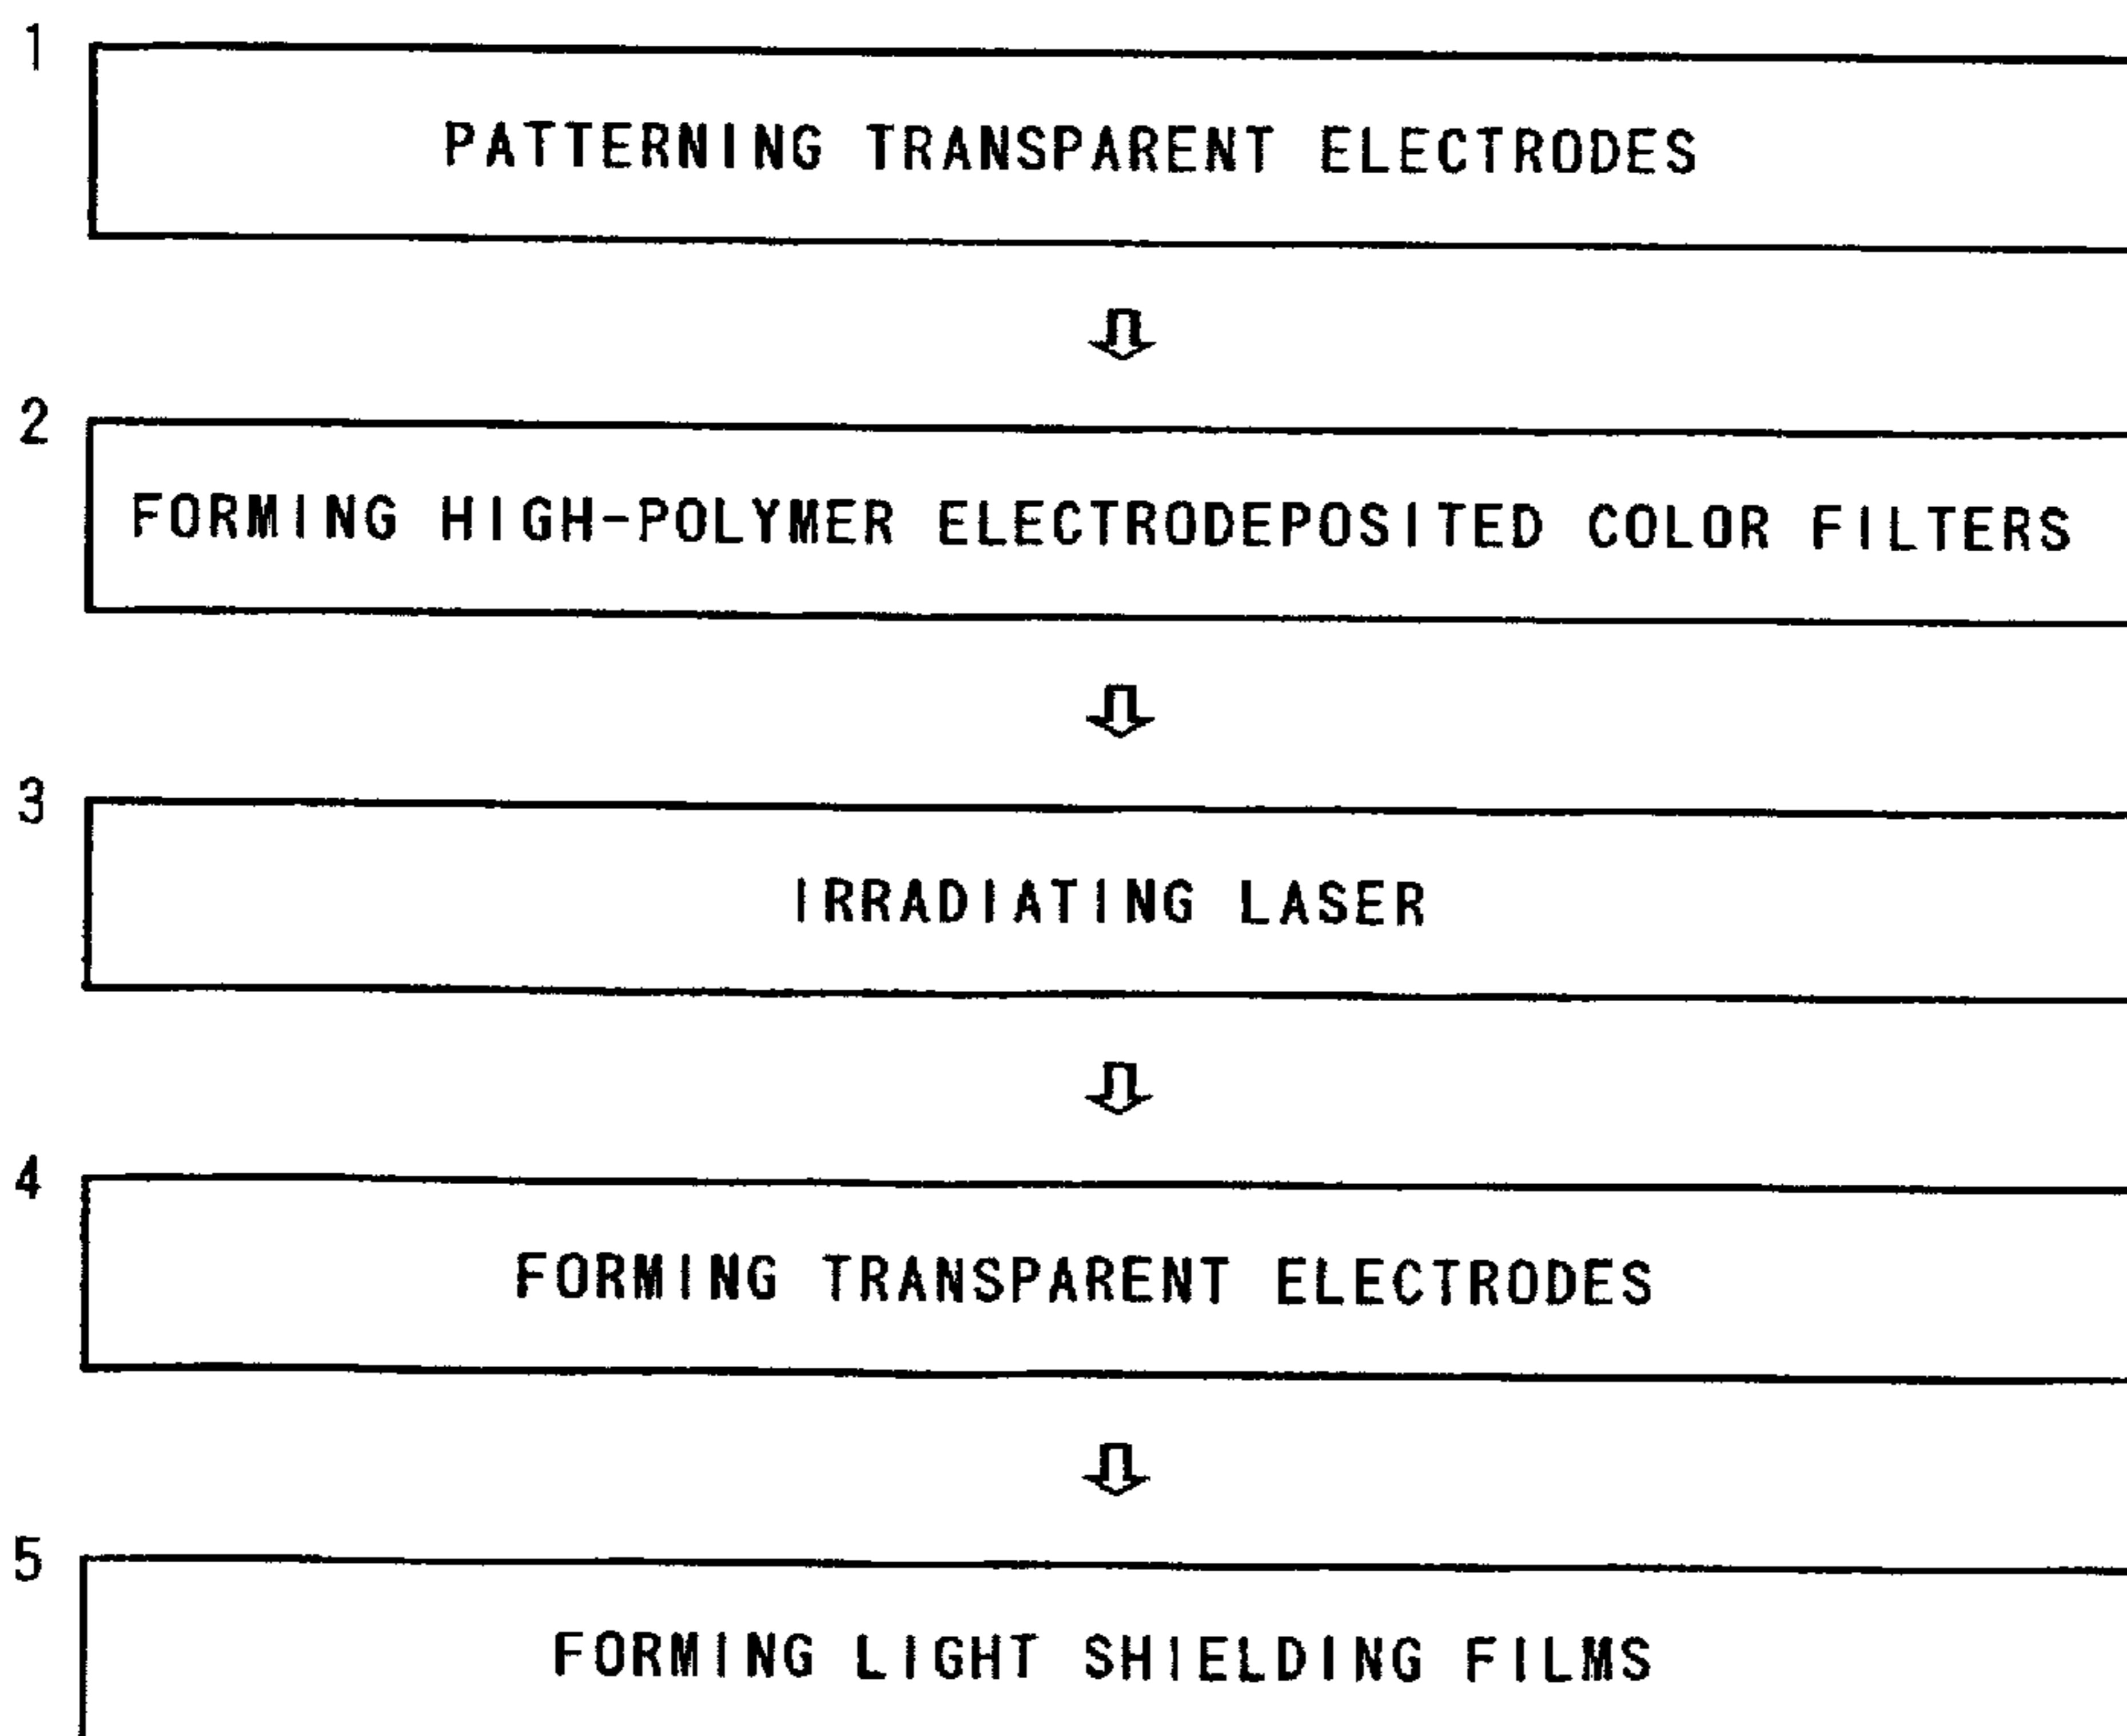 1
PATTERNING TRANSPARENT ELECTRODES
2
FORMING HIGH-POLYMER ELECTRODEPOSITED COLOR FILTERS
3
IRRADIATING LASER
4
FORMING TRANSPARENT ELECTRODES
5
FORMING LIGHT SHIELDING FILMS